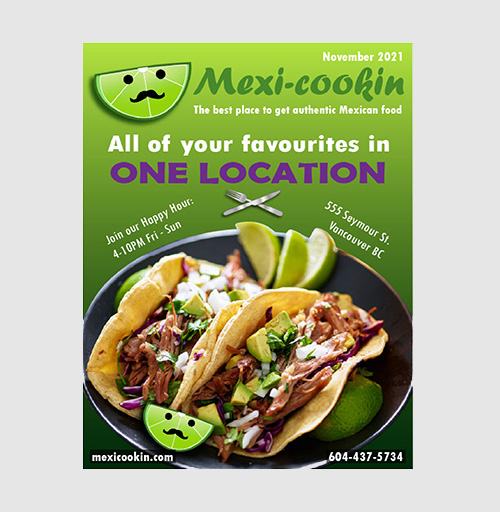 November 2021
Mexi-cookin
The best place to get authentic Mexican food
All of your favourites in
ONE LOCATION
Join our Happy Hour:
4-10PM Fri - Sun
555 Seymour St.
Vancouver BC
mexicookin.com
604-437-5734